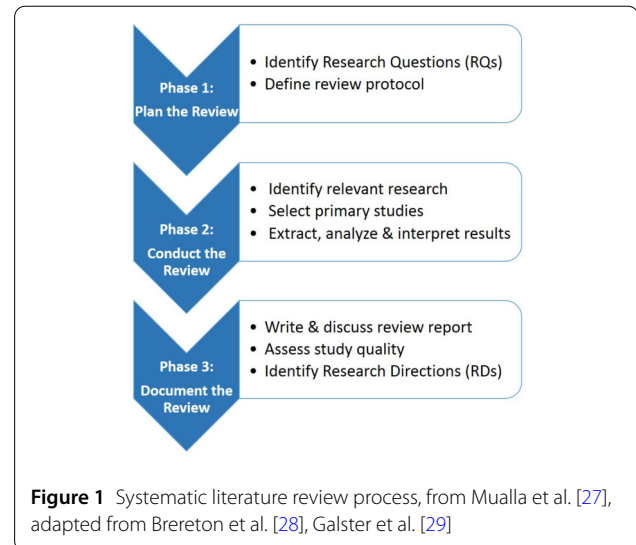 Phase 1:
Plan the Review
• Identify Research Questions (RQs)
• Define review protocol
Phase 2:
Conduct the
Review
• Identify relevant research
• Select primary studies
• Extract, analyze & interpret results
Phase 3:
Document the
Review
• Write & discuss review report
• Assess study quality
• Identify Research Directions (RDs)
Figure 1 Systematic literature review process, from Mualla et al. [27],
adapted from Brereton et al. [28], Galster et al. [29]